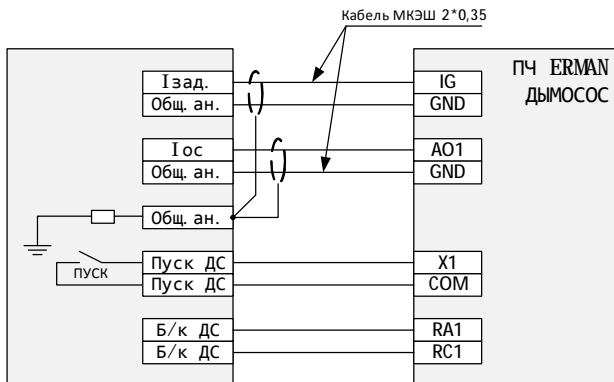 Кабель МКЭШ 2*0,35
ПЧ ERMAN
ДЫМОСОС
Iзад.
IG
Общ. ан.
GND
Iос
AO1
Общ. ан.
GND
Общ. ан.
ПУСК
Пуск ДС
X1
Пуск ДС
COM
Б/к ДС
RA1
Б/к ДС
RC1